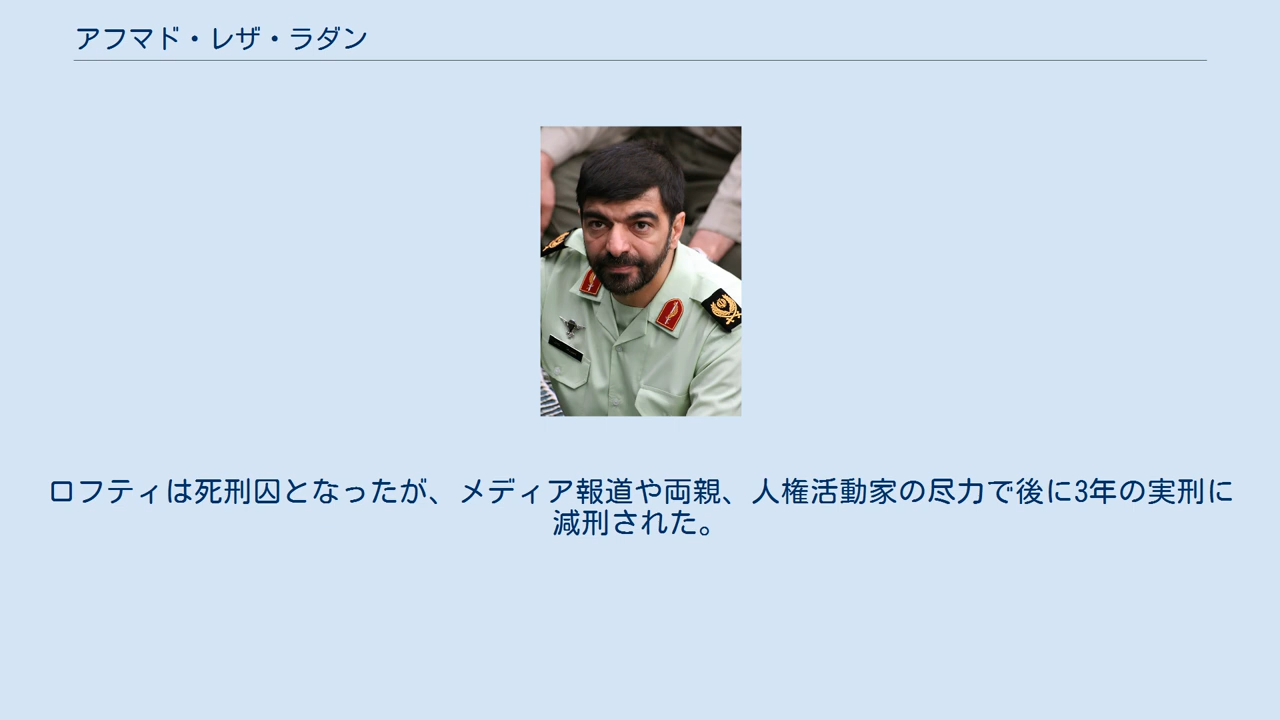 アフマド・レザ・ラダン
ロフティは死刑囚となったが、メディア報道や両親、人権活動家の尽力で後に3年の実刑に
減刑された。